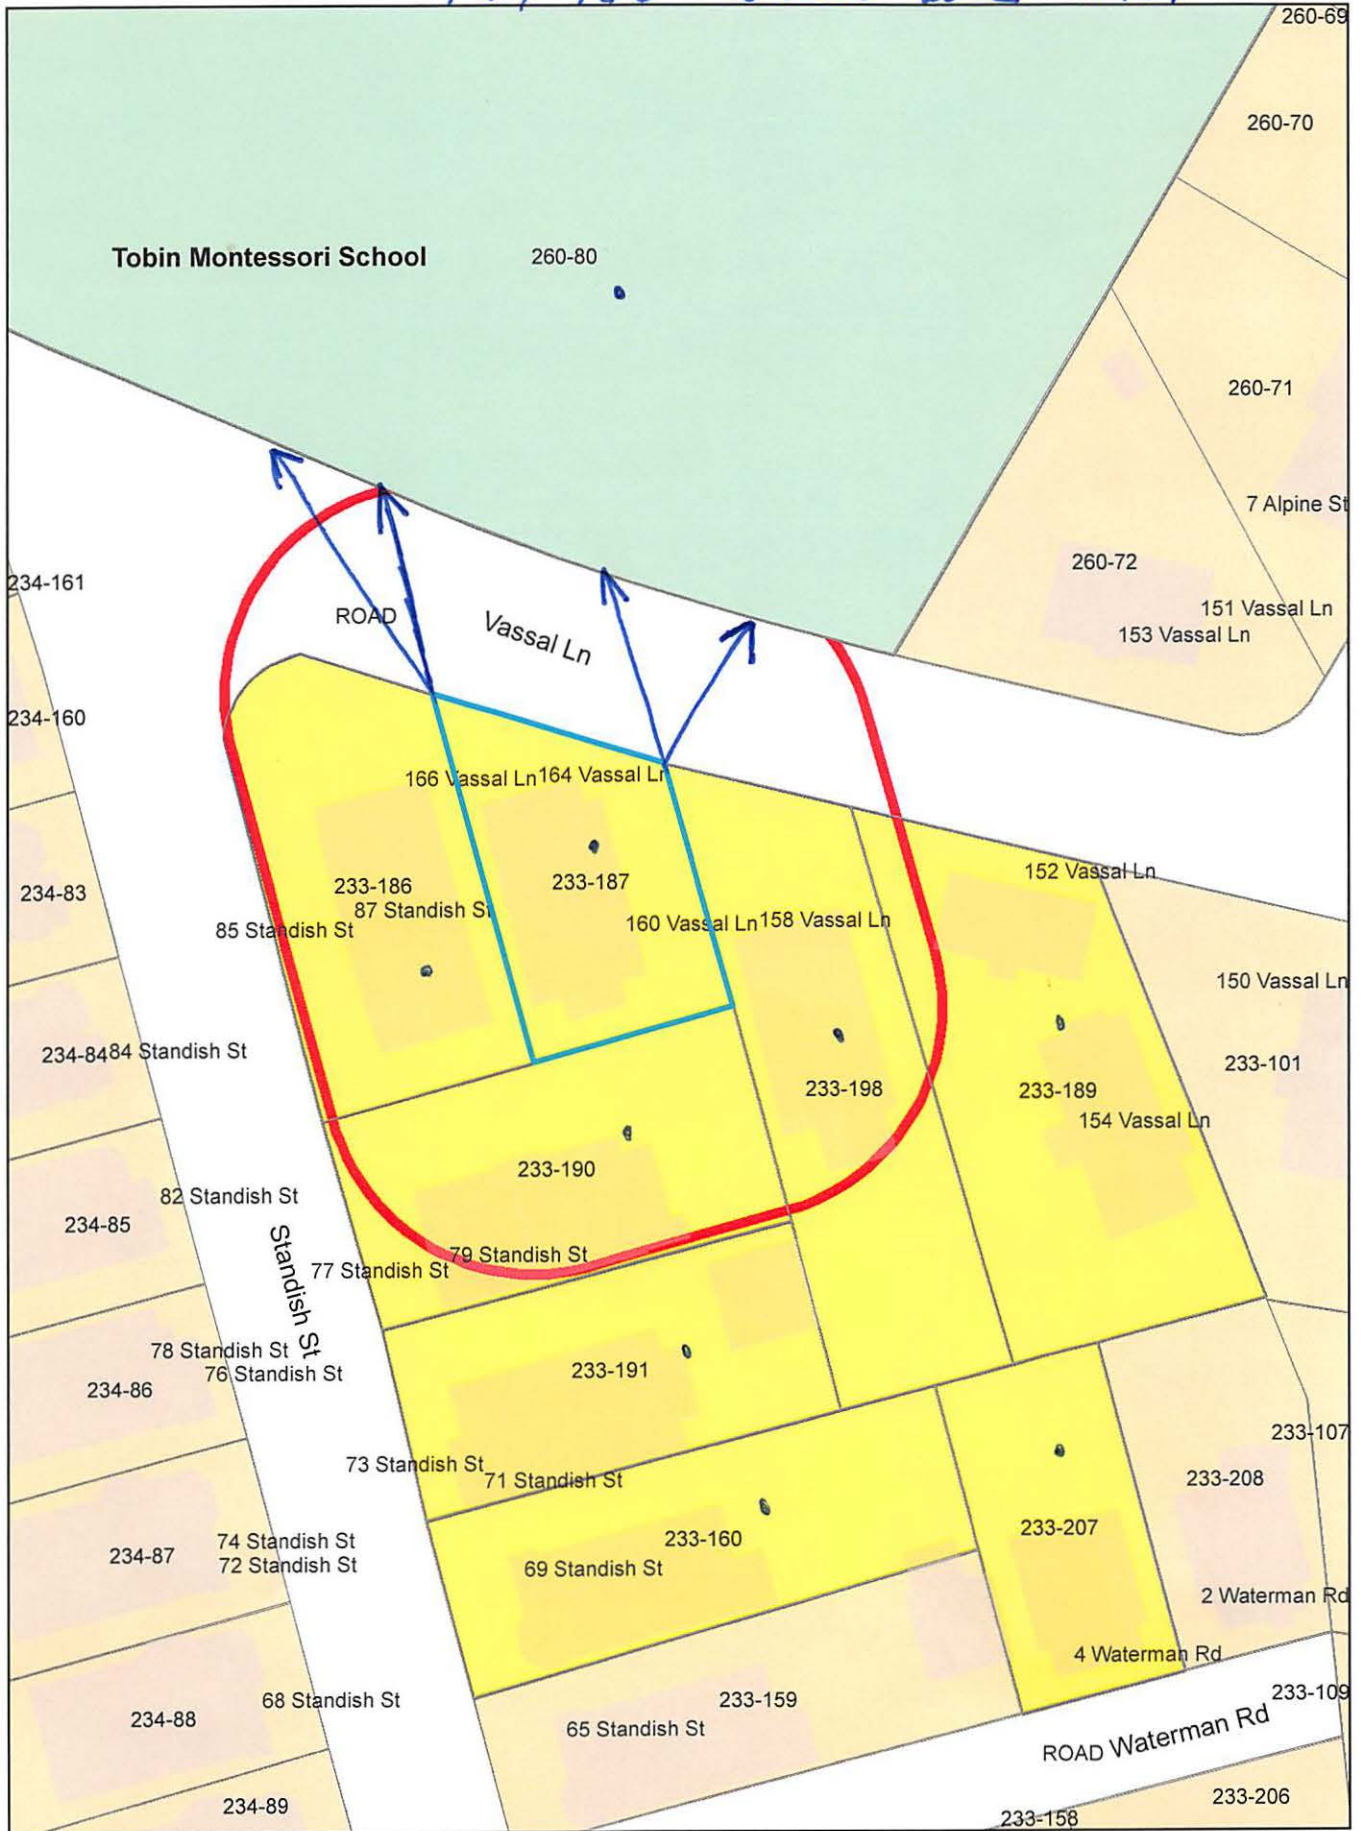 260-69
260-70
Tobin Montessori School
260-80
260-71
7 Alpine St
260-72
234-161
151 Vassal Ln
ROAD
Vassal Ln
153 Vassal Ln
234-160
166 Vassal Ln
164 Vassal Ln
152 Vassal Ln
233-186
233-187
234-83
87 Standish St
160 Vassal Ln
158 Vassal Ln
85 Standish St
150 Vassal Ln
234-84
84 Standish St
233-101
233-198
233-189
154 Vassal Ln
233-190
82 Standish St
234-85
Standish St
79 Standish St
77 Standish St
78 Standish St
76 Standish St
233-191
234-86
233-107
73 Standish St
71 Standish St
233-208
233-207
233-160
74 Standish St
234-87
72 Standish St
69 Standish St
2 Waterman Rd
4 Waterman Rd
233-109
68 Standish St
233-159
234-88
65 Standish St
ROAD
Waterman Rd
233-206
234-89
233-158